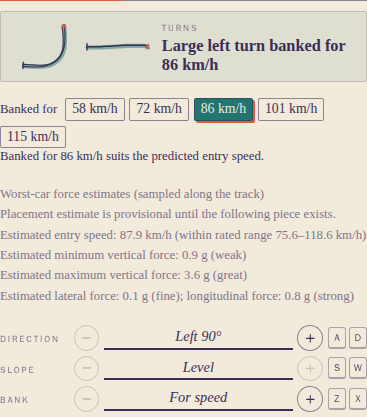 TURNS
Large left turn banked for
86 km/h
Banked for 58 km/h 72 km/h 86 km/h 101 km/h
115 km/h
Banked for 86 km/h suits the predicted entry speed.
Worst-car force estimates (sampled along the track)
Placement estimate is provisional until the following piece exists.
Estimated entry speed: 87.9 km/h (within rated range 75.6–118.6 km/h)
Estimated minimum vertical force: 0.9 g (weak)
Estimated maximum vertical force: 3.6 g (great)
Estimated lateral force: 0.1 g (fine); longitudinal force: 0.8 g (strong)
DIRECTION − Left 90° + A D
SLOPE − Level + S W
BANK − For speed + Z X